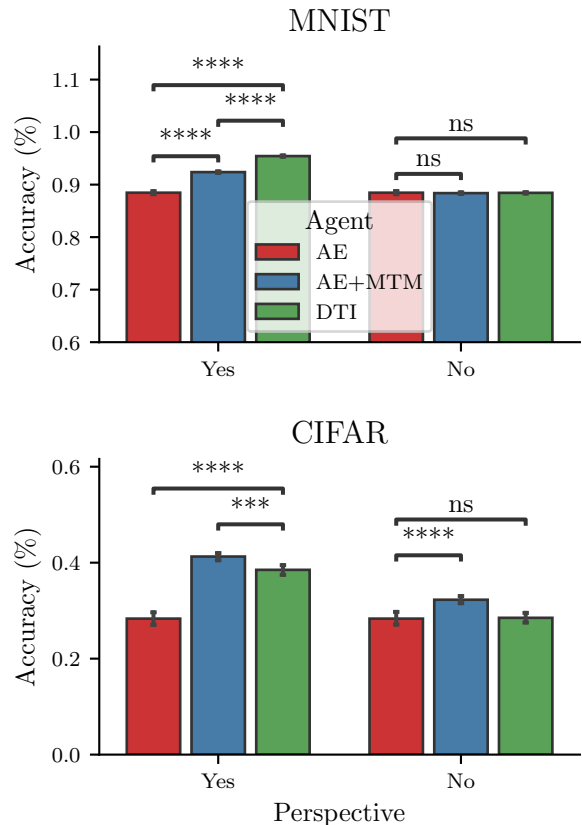 MNIST
Accuracy (%)
1.1
1.0
0.9
0.8
0.7
0.6
****
****
****
ns
ns
Agent
AE
AE+MTM
DTI
Yes
No
CIFAR
Accuracy (%)
0.6
0.4
0.2
0.0
****
***
ns
****
Yes
No
Perspective